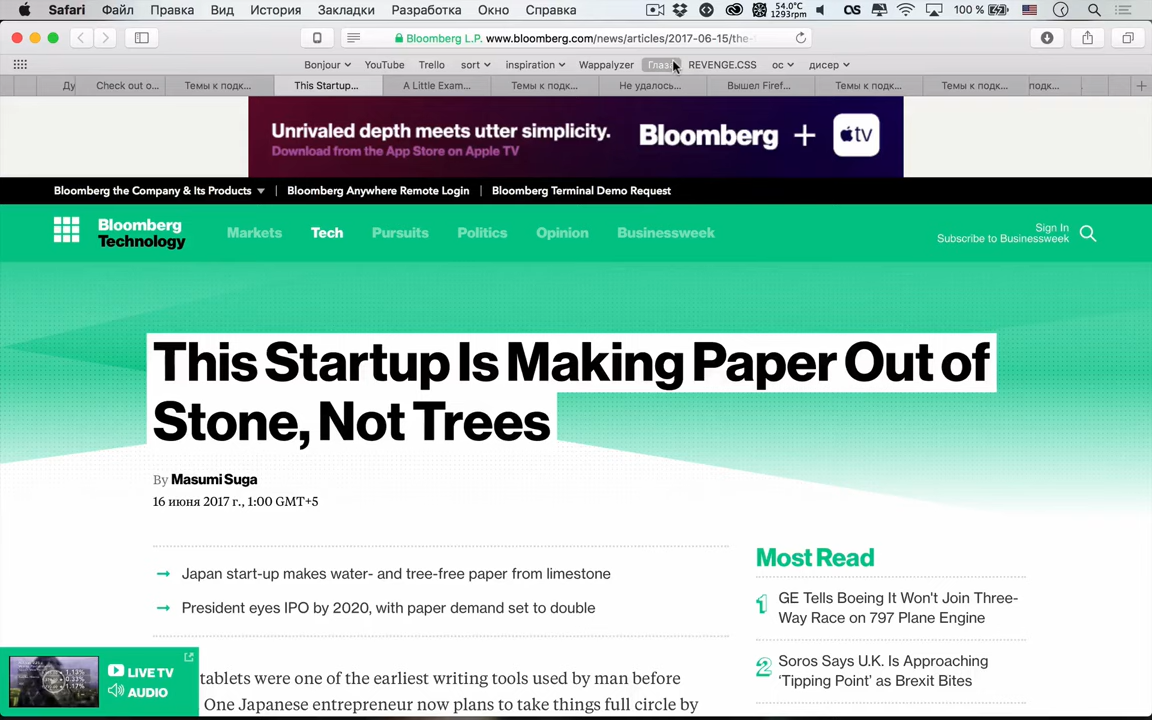 Safari Файл Правка Вид История Закладки Разработка Окно Справка 54.0°C 1293rpm 100 %
Bloomberg L.P. www.bloomberg.com/news/articles/2017-06-15/the-
Bonjour YouTube Trello sort inspiration Wappalyzer Глаза REVENGE.CSS ос дисер
Ду Check out o... Темы к подк... This Startup... A Little Exam... Темы к подк... Не удалось... Вышел Firef... Темы к подк... Темы к подк... подк...
Unrivaled depth meets utter simplicity. Bloomberg + tv
Download from the App Store on Apple TV
Bloomberg the Company & Its Products Bloomberg Anywhere Remote Login Bloomberg Terminal Demo Request
Bloomberg
Technology
Markets Tech Pursuits Politics Opinion Businessweek
Sign In
Subscribe to Businessweek
This Startup Is Making Paper Out of
Stone, Not Trees
By Masumi Suga
16 июня 2017 г., 1:00 GMT+5
Japan start-up makes water- and tree-free paper from limestone
President eyes IPO by 2020, with paper demand set to double
tablets were one of the earliest writing tools used by man before
One Japanese entrepreneur now plans to take things full circle by
Most Read
1 GE Tells Boeing It Won't Join Three-
Way Race on 797 Plane Engine
2 Soros Says U.K. Is Approaching
'Tipping Point' as Brexit Bites
LIVE TV
AUDIO